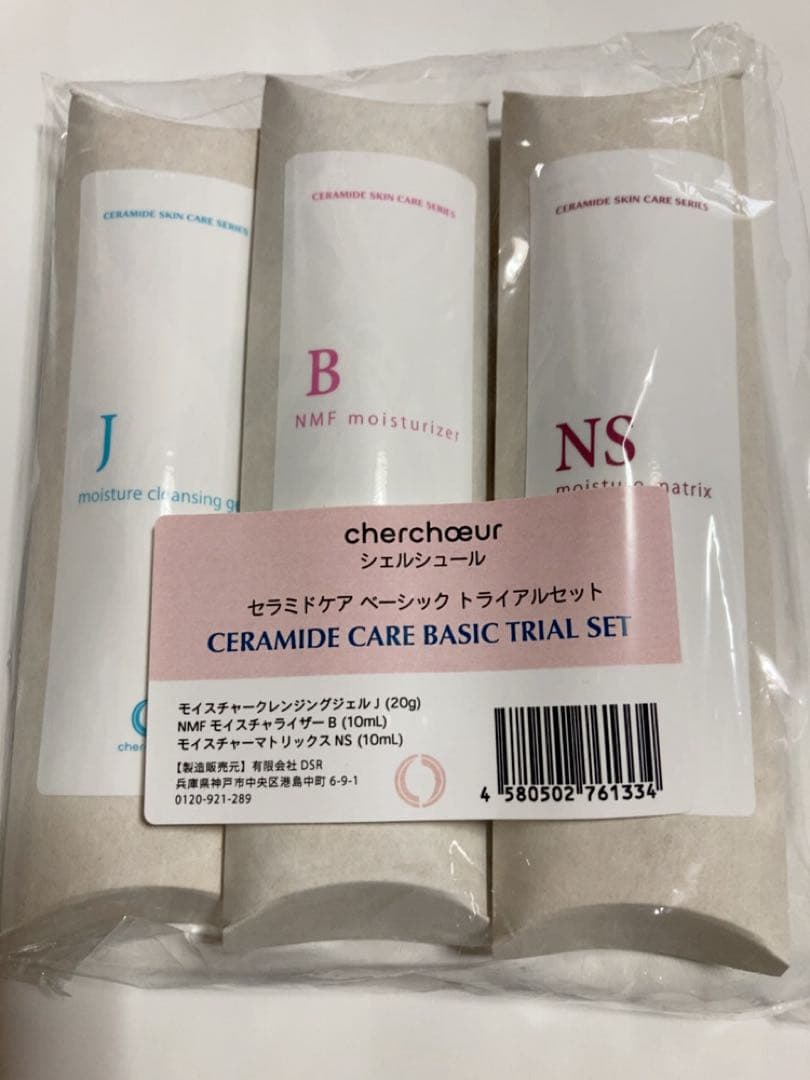 CERAMIDE SKIN CARE SERIES
J
moisture cleansing
CERAMIDE SKIN CARE SERIES
B
NMF moisturizer
CERAMIDE SKIN CARE SERIES
NS
moisture matrix
cherchœur
シェルシュール
セラミドケア ベーシック トライアルセット
CERAMIDE CARE BASIC TRIAL SET
モイスチャークレンジングジェル J (20g)
NMF モイスチャライザー B (10mL)
モイスチャーマトリックス NS (10mL)
【製造販売元】有限会社 DSR
兵庫県神戸市中央区港島中町 6-9-1
0120-921-289
4 580502 761334